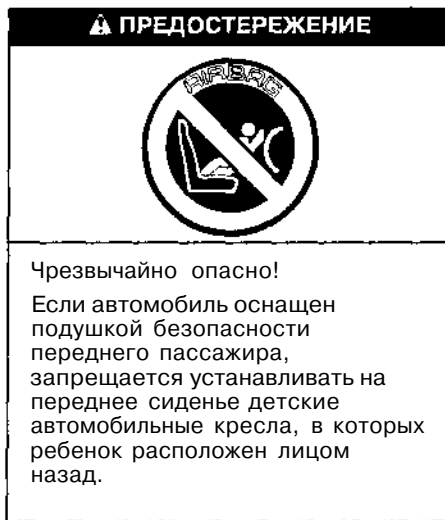 ⚠ ПРЕДОСТЕРЕЖЕНИЕ
AIRBAG
Чрезвычайно опасно!
Если автомобиль оснащен
подушкой безопасности
переднего пассажира,
запрещается устанавливать на
переднее сиденье детские
автомобильные кресла, в которых
ребенок расположен лицом
назад.